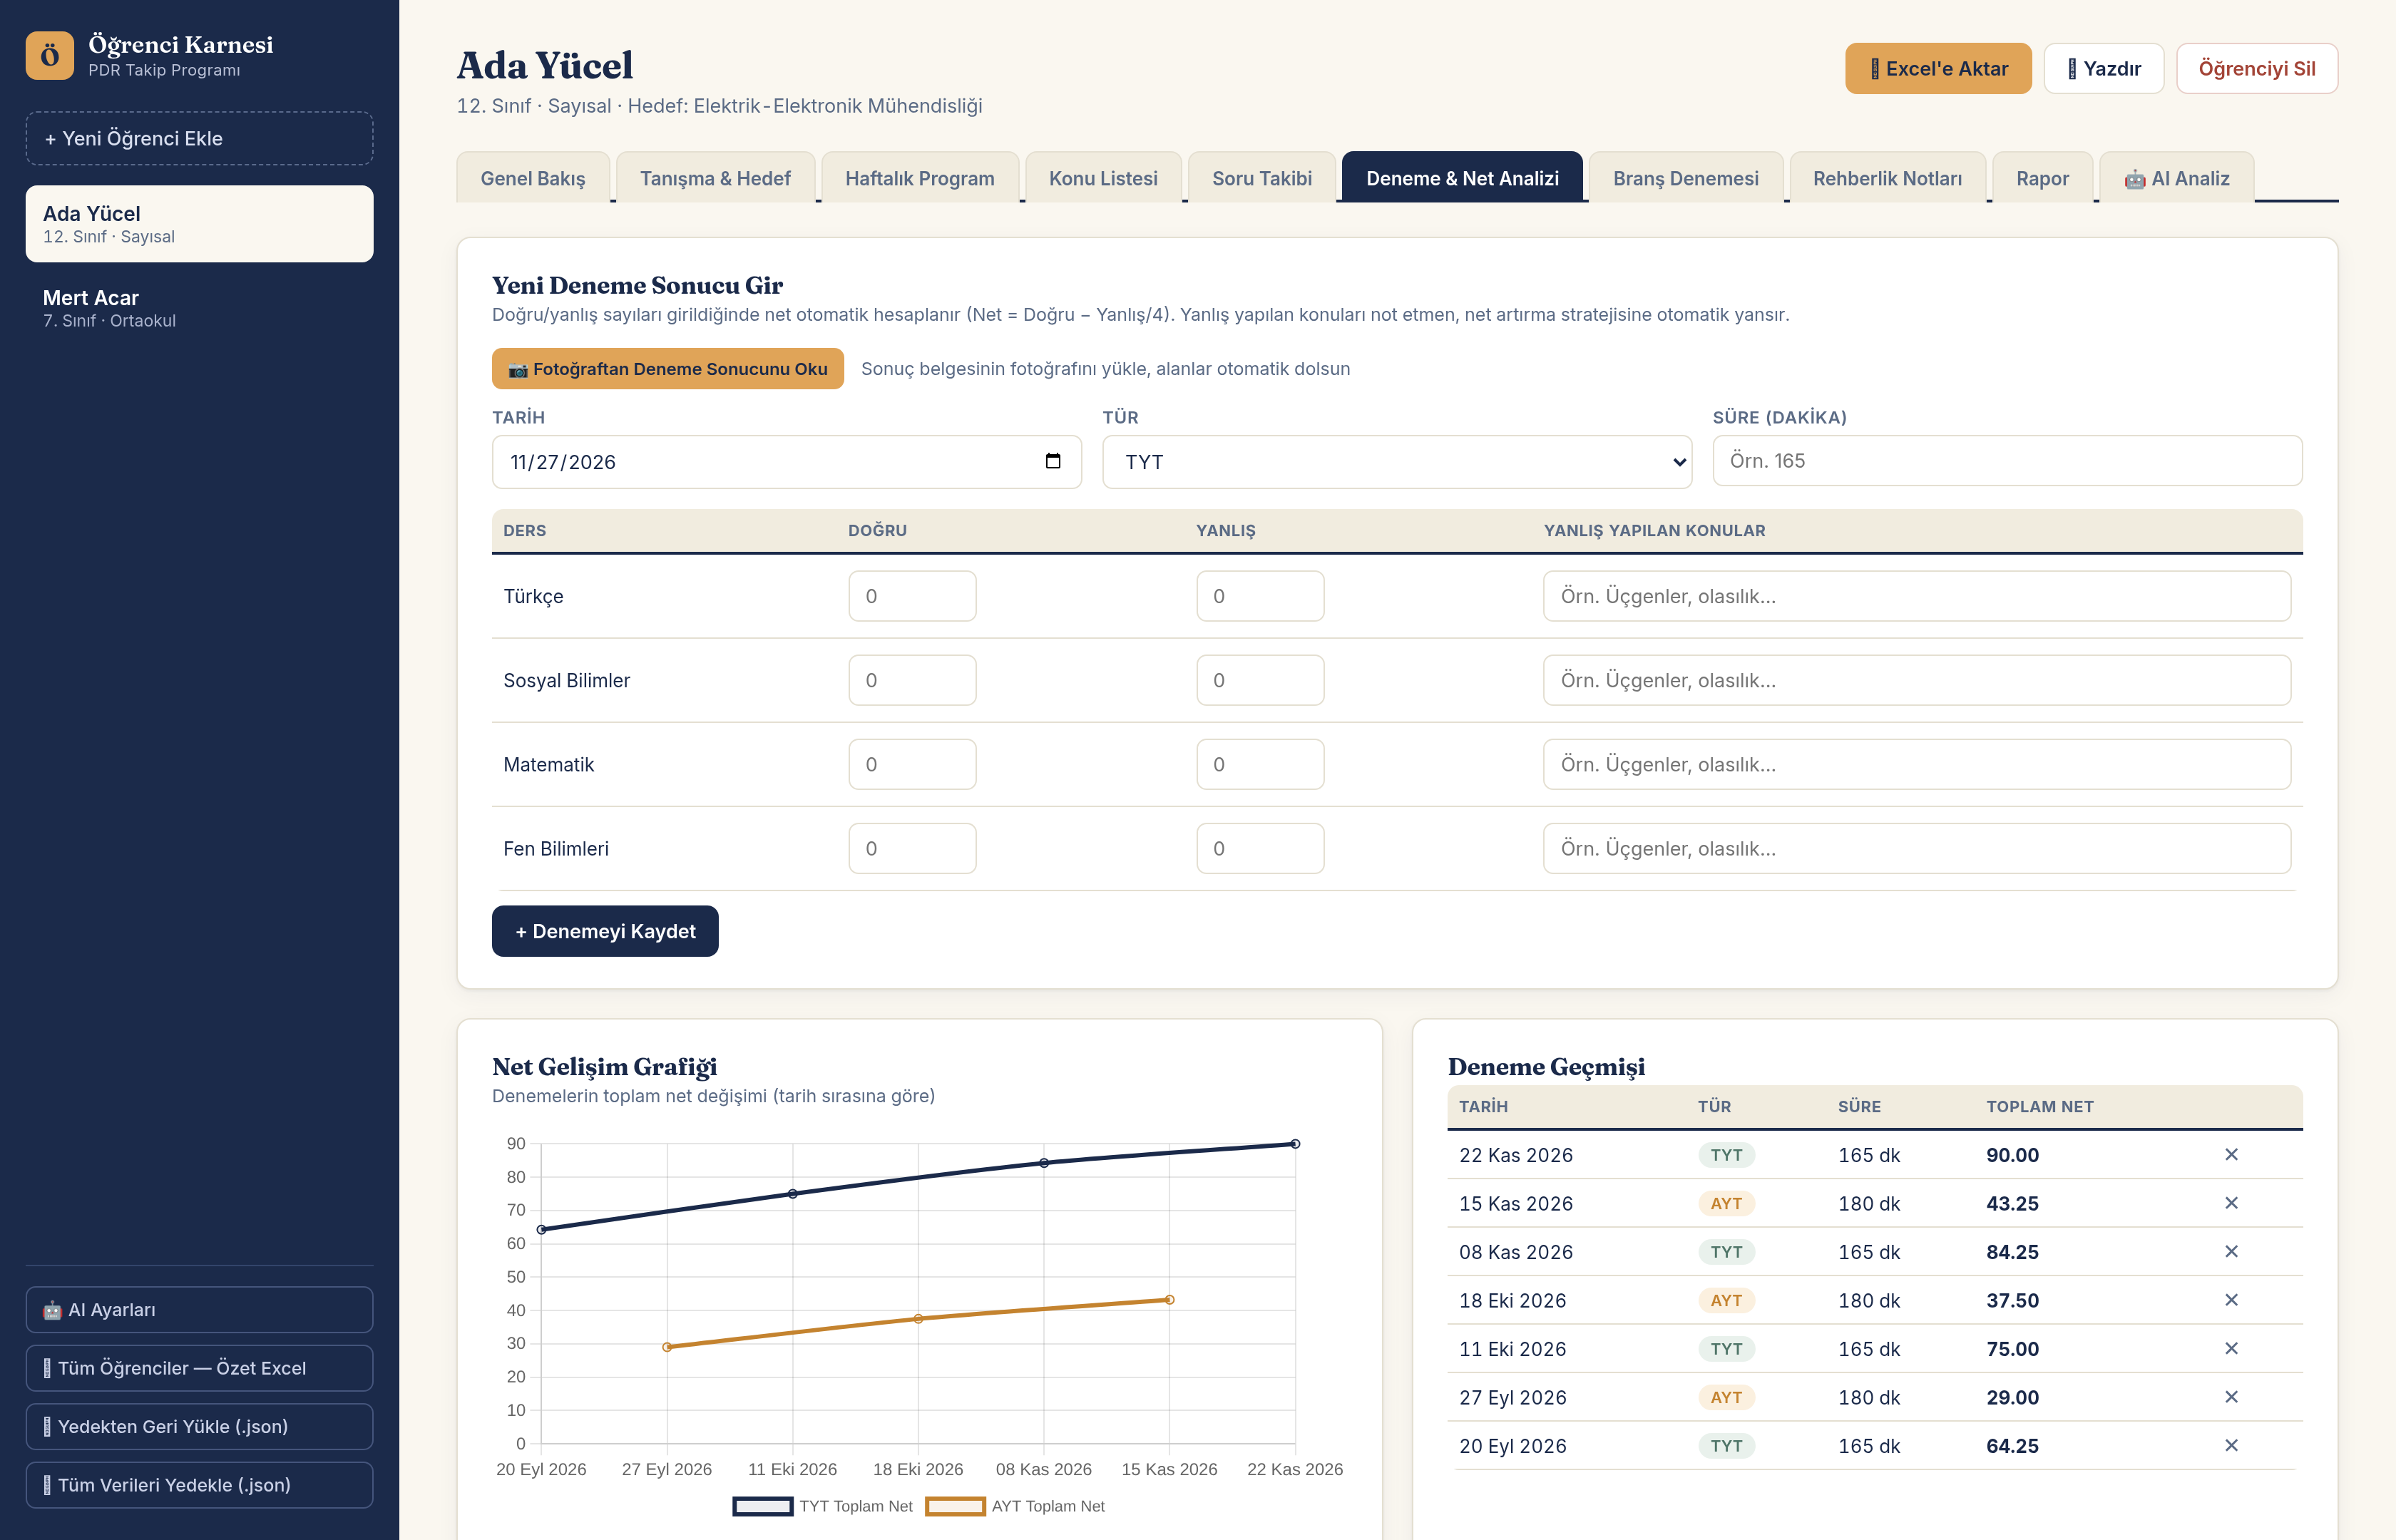 Ö
Öğrenci Karnesi
PDR Takip Programı
+ Yeni Öğrenci Ekle
Ada Yücel
12. Sınıf · Sayısal
Mert Acar
7. Sınıf · Ortaokul
🤖 AI Ayarları
Tüm Öğrenciler — Özet Excel
Yedekten Geri Yükle (.json)
Tüm Verileri Yedekle (.json)
Ada Yücel
12. Sınıf · Sayısal · Hedef: Elektrik-Elektronik Mühendisliği
Excel'e Aktar
Yazdır
Öğrenciyi Sil
Genel Bakış
Tanışma & Hedef
Haftalık Program
Konu Listesi
Soru Takibi
Deneme & Net Analizi
Branş Denemesi
Rehberlik Notları
Rapor
🤖 AI Analiz
Yeni Deneme Sonucu Gir
Doğru/yanlış sayıları girildiğinde net otomatik hesaplanır (Net = Doğru − Yanlış/4). Yanlış yapılan konuları not etmen, net artırma stratejisine otomatik yansır.
📷 Fotoğraftan Deneme Sonucunu Oku
Sonuç belgesinin fotoğrafını yükle, alanlar otomatik dolsun
TARİH TÜR SÜRE (DAKİKA)
11/27/2026 TYT Örn. 165
DERS DOĞRU YANLIŞ YANLIŞ YAPILAN KONULAR
Türkçe 0 0 Örn. Üçgenler, olasılık...
Sosyal Bilimler 0 0 Örn. Üçgenler, olasılık...
Matematik 0 0 Örn. Üçgenler, olasılık...
Fen Bilimleri 0 0 Örn. Üçgenler, olasılık...
+ Denemeyi Kaydet
Net Gelişim Grafiği
Denemelerin toplam net değişimi (tarih sırasına göre)
90
80
70
60
50
40
30
20
10
0
20 Eyl 2026 27 Eyl 2026 11 Eki 2026 18 Eki 2026 08 Kas 2026 15 Kas 2026 22 Kas 2026
TYT Toplam Net AYT Toplam Net
Deneme Geçmişi
TARİH TÜR SÜRE TOPLAM NET
22 Kas 2026 TYT 165 dk 90.00 ✕
15 Kas 2026 AYT 180 dk 43.25 ✕
08 Kas 2026 TYT 165 dk 84.25 ✕
18 Eki 2026 AYT 180 dk 37.50 ✕
11 Eki 2026 TYT 165 dk 75.00 ✕
27 Eyl 2026 AYT 180 dk 29.00 ✕
20 Eyl 2026 TYT 165 dk 64.25 ✕